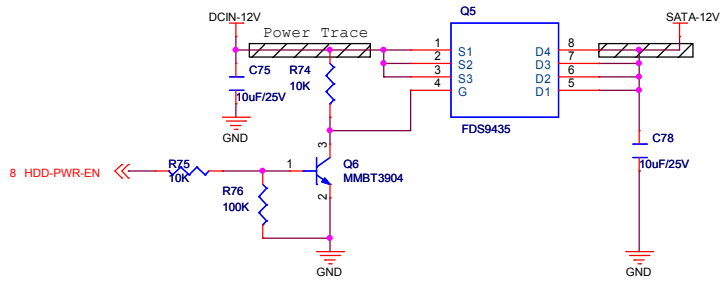 DCIN-12V
Q5
SATA-12V
Power Trace
1 S1 D4 8
2 S2 D3 7
3 S3 D2 6
4 G D1 5
FDS9435
C75
10uF/25V
GND
R74
10K
C78
10uF/25V
GND
8 HDD-PWR-EN
R75
10K
R76
100K
1
3
2
Q6
MMBT3904
GND